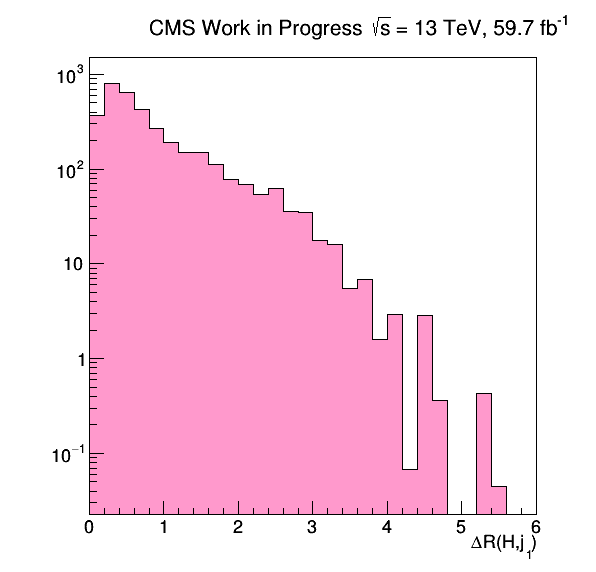 CMS Work in Progress √s = 13 TeV, 59.7 fb⁻¹
10³
10²
10
1
10⁻¹
0 1 2 3 4 5 6
ΔR(H,j₁)